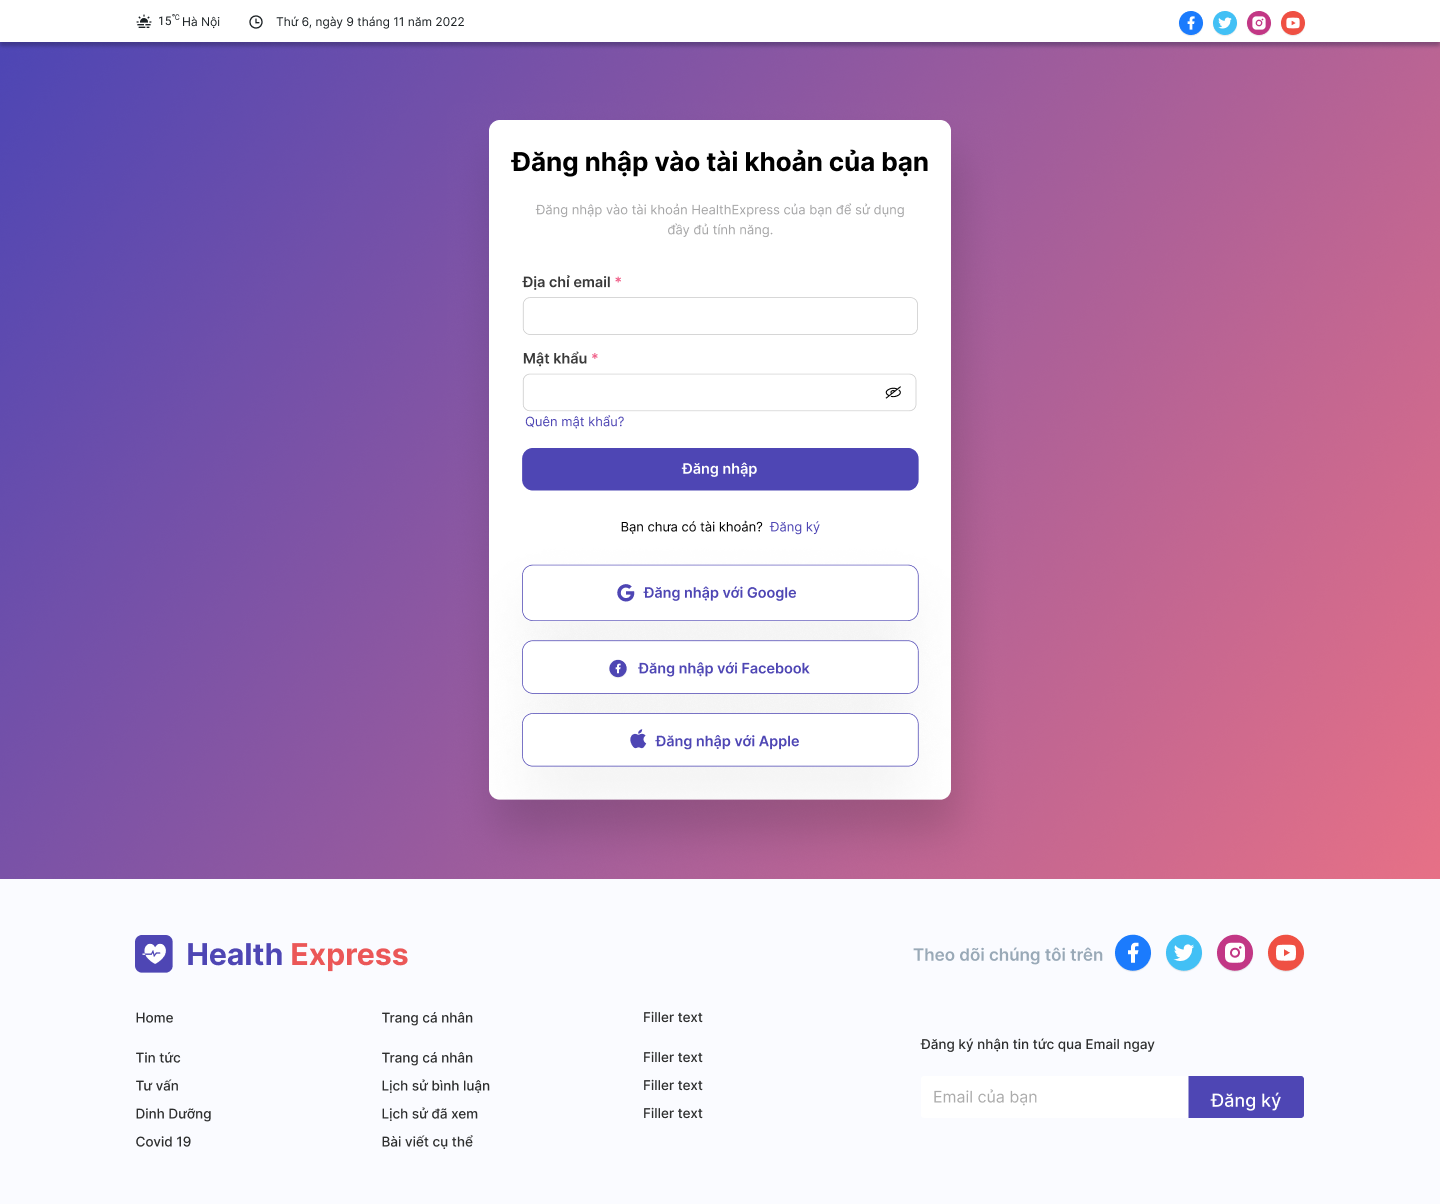 15°C Hà Nội
Thứ 6, ngày 9 tháng 11 năm 2022
Đăng nhập vào tài khoản của bạn
Đăng nhập vào tài khoản HealthExpress của bạn để sử dụng
đầy đủ tính năng.
Địa chỉ email *
Mật khẩu *
Quên mật khẩu?
Đăng nhập
Bạn chưa có tài khoản? Đăng ký
Đăng nhập với Google
Đăng nhập với Facebook
Đăng nhập với Apple
Health Express
Theo dõi chúng tôi trên
Home
Tin tức
Tư vấn
Dinh Dưỡng
Covid 19
Trang cá nhân
Trang cá nhân
Lịch sử bình luận
Lịch sử đã xem
Bài viết cụ thể
Filler text
Filler text
Filler text
Filler text
Đăng ký nhận tin tức qua Email ngay
Email của bạn
Đăng ký